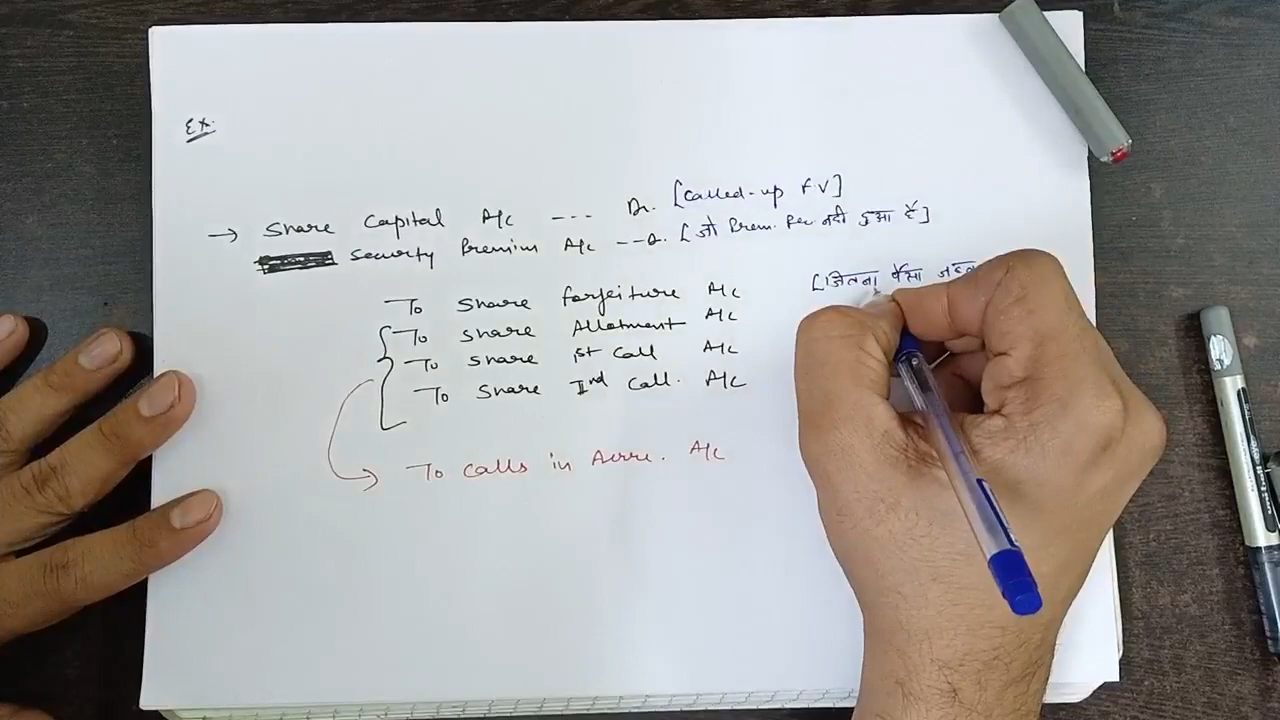 Ex.
→ Share Capital A/c --- Dr. [Called-up F.V]
Security Premium A/c --- Dr. [जो Prem. Rec. नहीं हुआ है]
[जितना पैसा
To Share Forfeiture A/c
To Share Allotment A/c
To Share 1st Call A/c
To Share IInd Call. A/c
To Calls in Arre. A/c